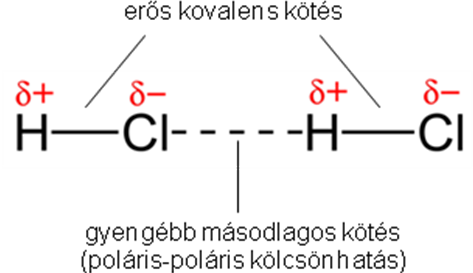 erős kovalens kötés
δ+ δ− δ+ δ−
H Cl H Cl
gyengébb másodlagos kötés
(poláris-poláris kölcsönhatás)